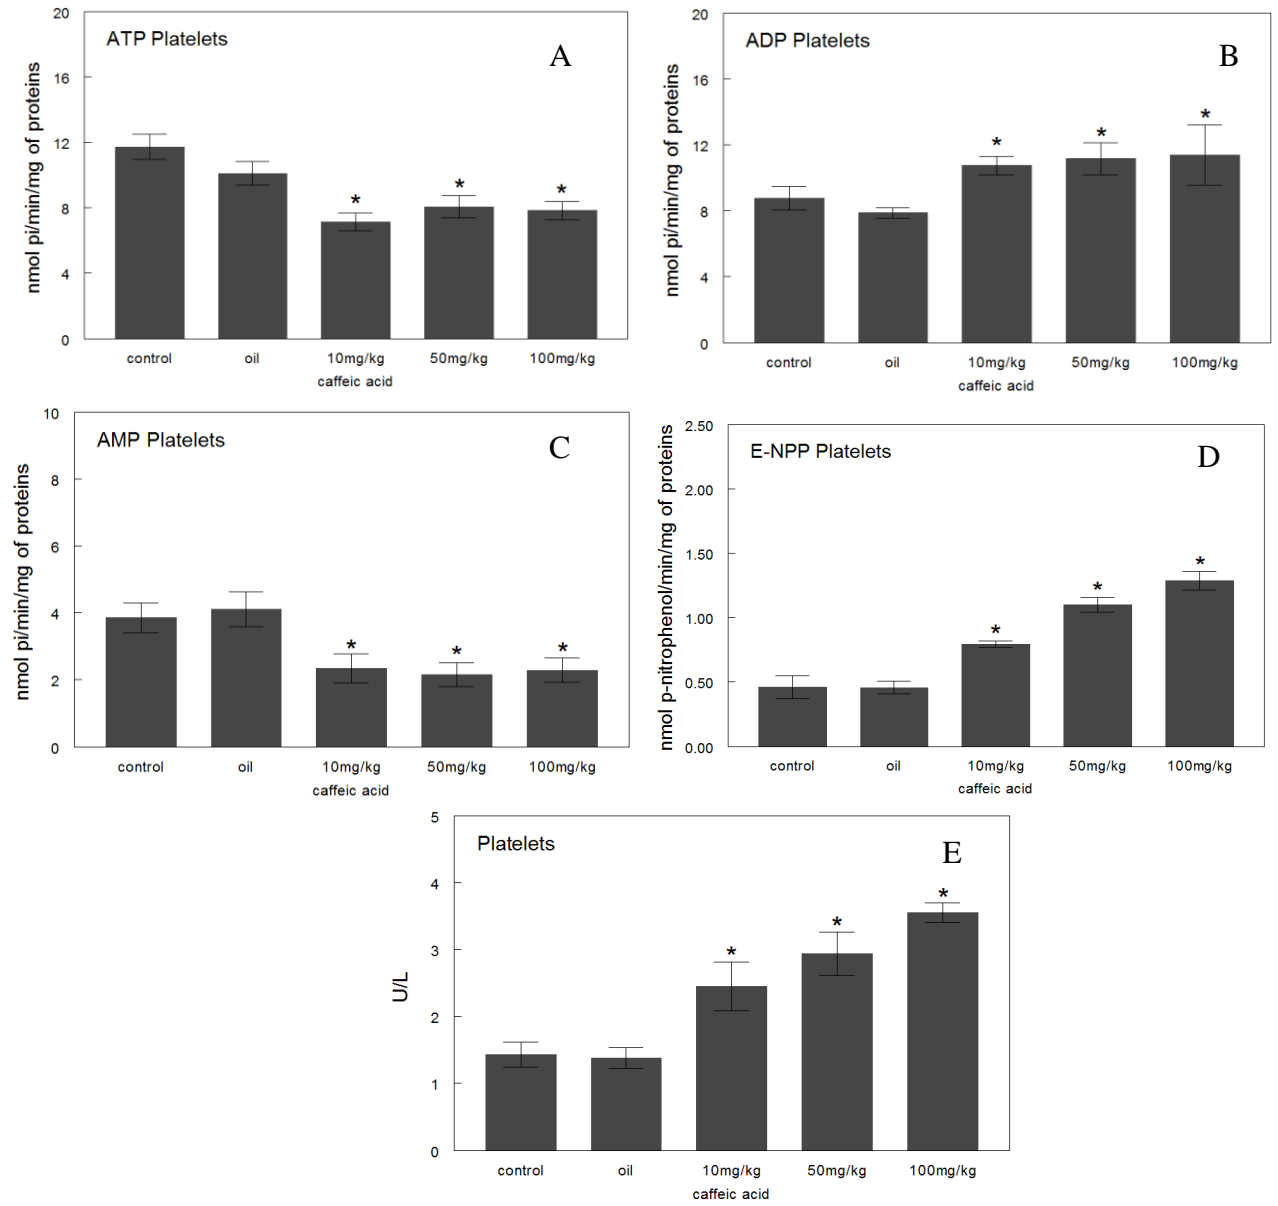 ATP Platelets
A
nmol pi/min/mg of proteins
20
16
12
8
4
0
* * *
control oil 10mg/kg 50mg/kg 100mg/kg
caffeic acid
ADP Platelets
B
nmol pi/min/mg of proteins
20
16
12
8
4
0
* * *
control oil 10mg/kg 50mg/kg 100mg/kg
caffeic acid
AMP Platelets
C
nmol pi/min/mg of proteins
10
8
6
4
2
0
* * *
control oil 10mg/kg 50mg/kg 100mg/kg
caffeic acid
E-NPP Platelets
D
nmol p-nitrophenol/min/mg of proteins
2.50
2.00
1.50
1.00
0.50
0.00
* * *
control oil 10mg/kg 50mg/kg 100mg/kg
caffeic acid
Platelets
E
U/L
5
4
3
2
1
0
* * *
control oil 10mg/kg 50mg/kg 100mg/kg
caffeic acid